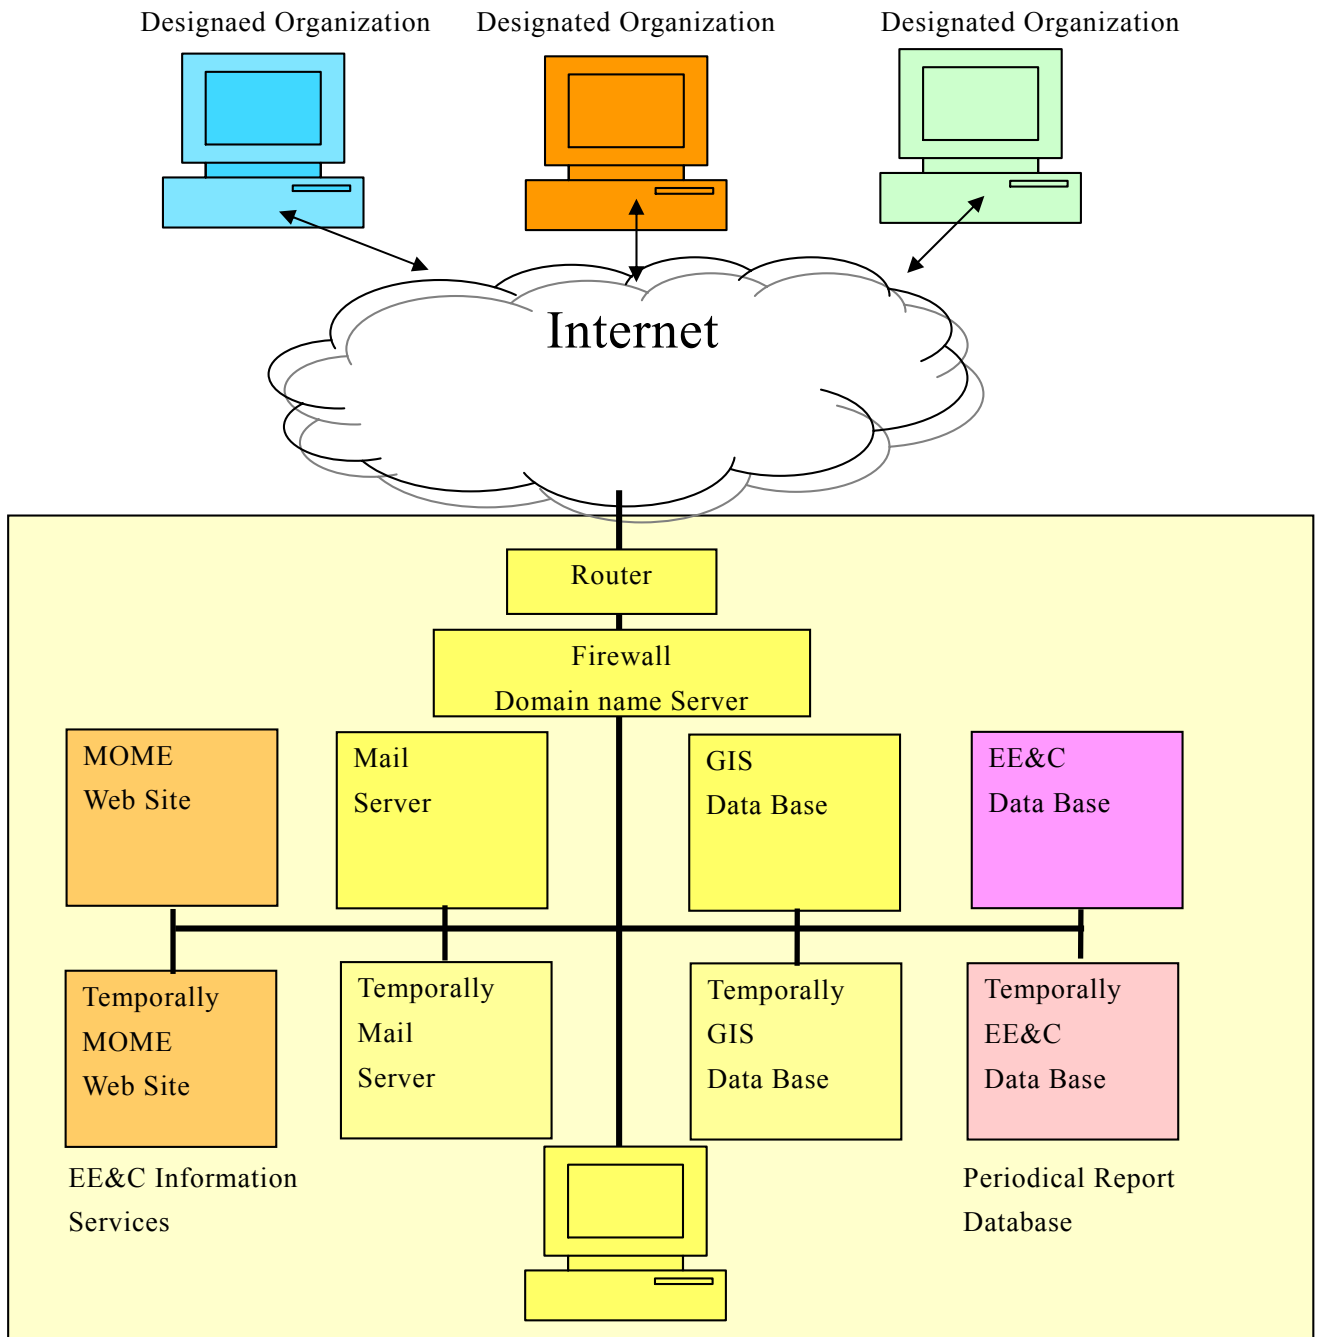 Designaed Organization
Designated Organization
Designated Organization
Internet
Router
Firewall
Domain name Server
MOME
Web Site
Mail
Server
GIS
Data Base
EE&C
Data Base
Temporally
MOME
Web Site
Temporally
Mail
Server
Temporally
GIS
Data Base
Temporally
EE&C
Data Base
EE&C Information
Services
Periodical Report
Database